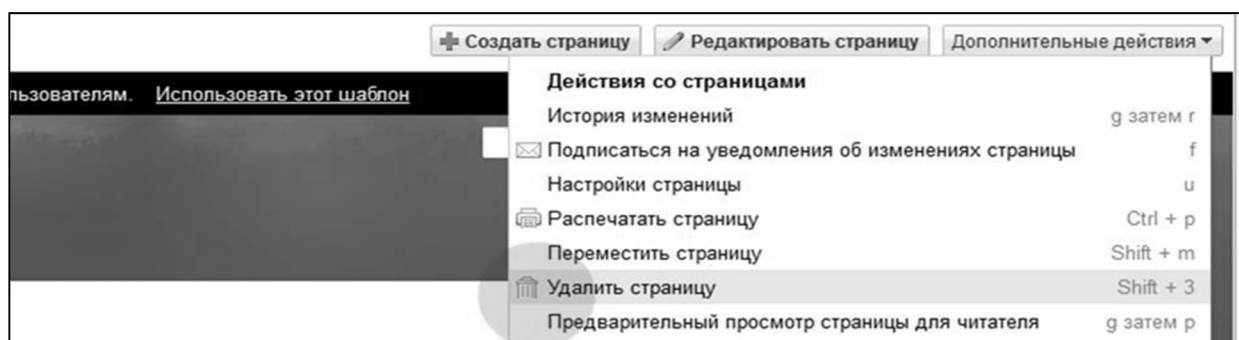 Создать страницу Редактировать страницу Дополнительные действия
льзователям. Использовать этот шаблон
Действия со страницами
История изменений g затем r
Подписаться на уведомления об изменениях страницы f
Настройки страницы u
Распечатать страницу Ctrl + p
Переместить страницу Shift + m
Удалить страницу Shift + 3
Предварительный просмотр страницы для читателя g затем p